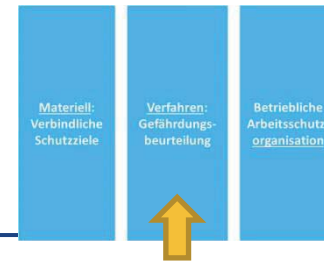 Materiell:
Verbindliche
Schutzziele
Verfahren:
Gefährdungs-
beurteilung
Betriebliche
Arbeitsschutz
organisation